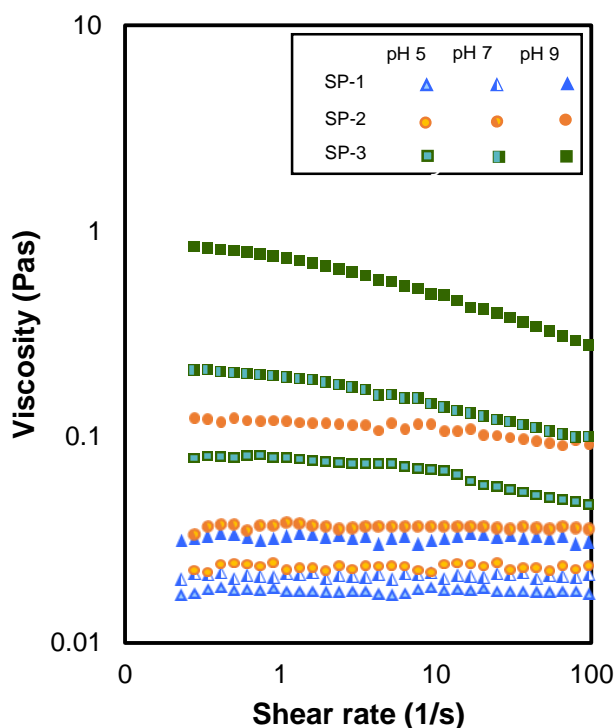 10
pH 5 pH 7 pH 9
SP-1
SP-2
SP-3
1
0.1
0.01
Viscosity (Pas)
0 1 10 100
Shear rate (1/s)